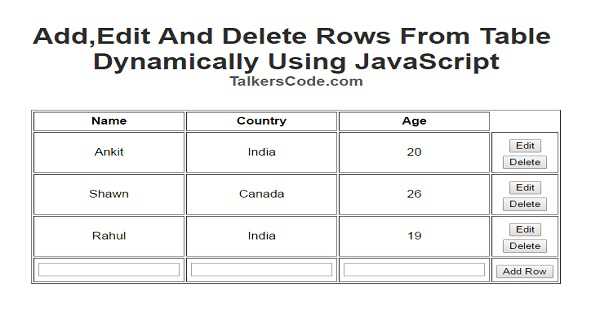 Add,Edit And Delete Rows From Table
Dynamically Using JavaScript
TalkersCode.com
Name Country Age
Ankit India 20 Edit
Delete
Shawn Canada 26 Edit
Delete
Rahul India 19 Edit
Delete
Add Row